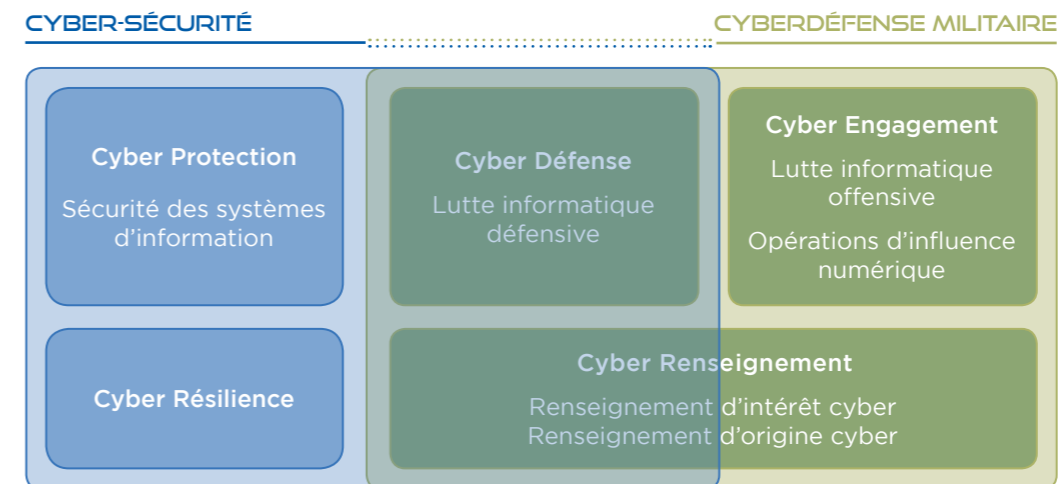 CYBER-SÉCURITÉ
CYBERDÉFENSE MILITAIRE
Cyber Protection
Sécurité des systèmes
d’information
Cyber Défense
Lutte informatique
défensive
Cyber Engagement
Lutte informatique
offensive
Opérations d’influence
numérique
Cyber Résilience
Cyber Renseignement
Renseignement d’intérêt cyber
Renseignement d’origine cyber